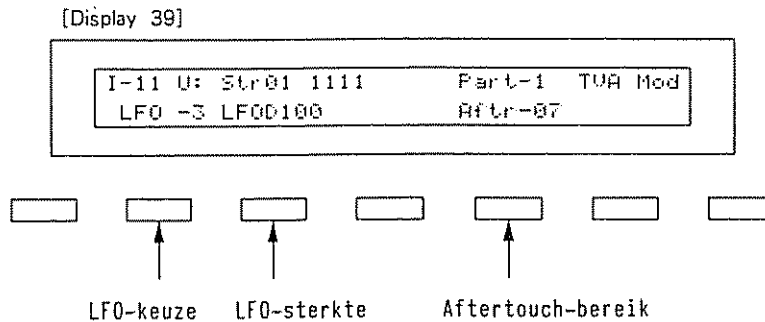 [Display 39]
I-11 U: Str01 1111 Part-1 TVA Mod
LFO -3 LFOD100 Aftr-07
LFO-keuze LFO-sterkte Aftertouch-bereik